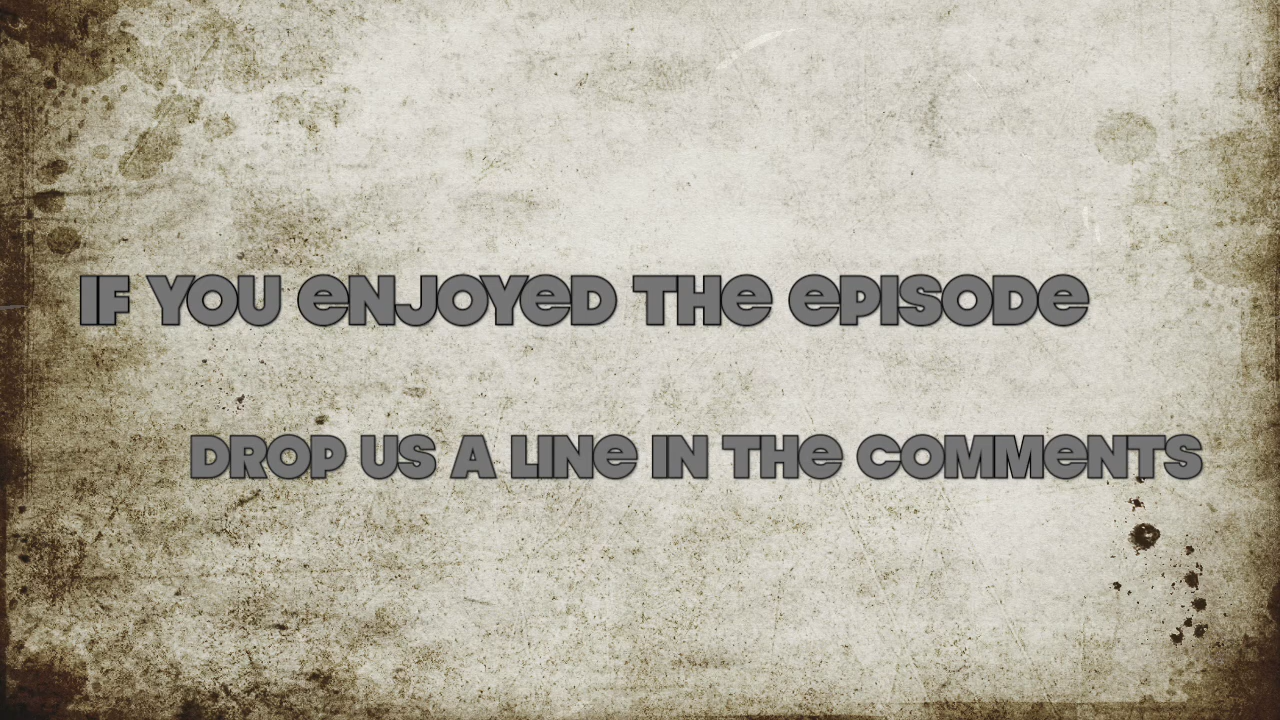 IF YOU eNJOYeD THe ePISODe
DROP US A LINe IN THe COMMeNTS